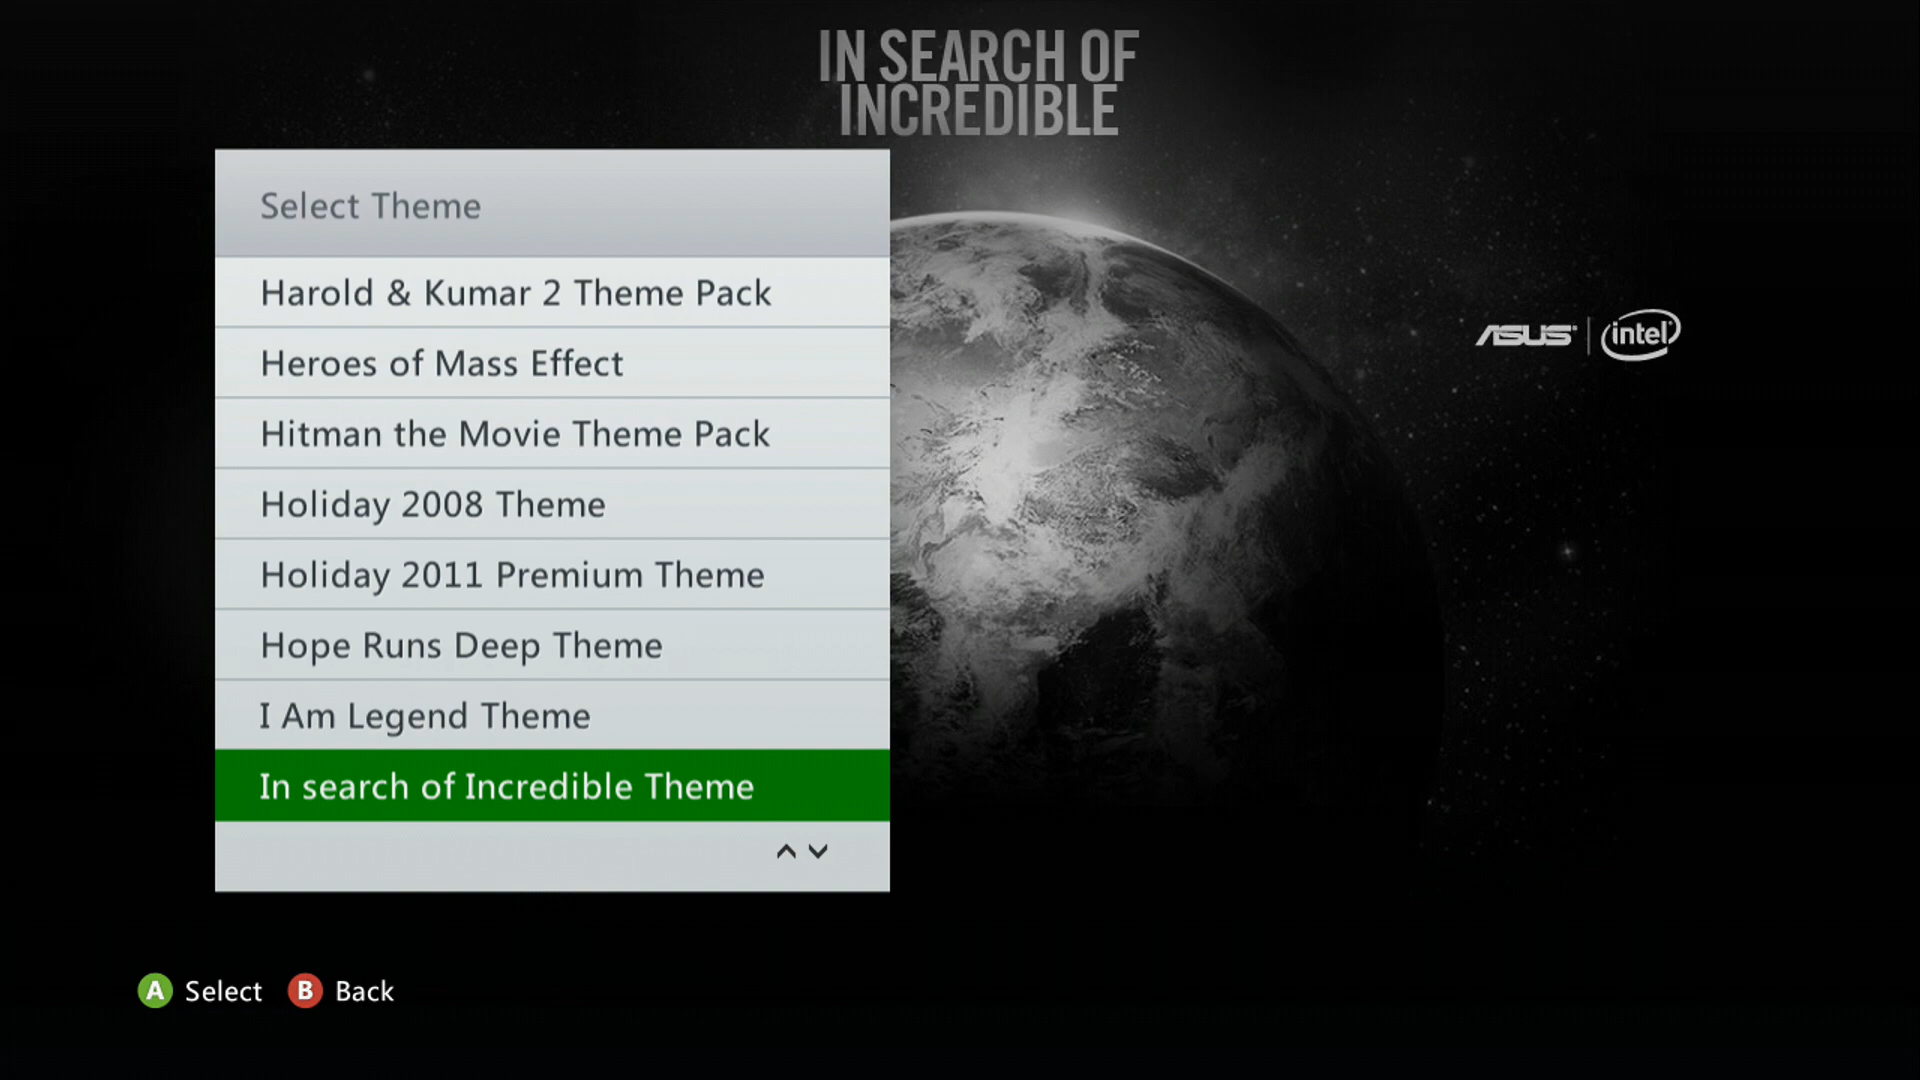 IN SEARCH OF
INCREDIBLE
Select Theme
Harold & Kumar 2 Theme Pack
Heroes of Mass Effect
Hitman the Movie Theme Pack
Holiday 2008 Theme
Holiday 2011 Premium Theme
Hope Runs Deep Theme
I Am Legend Theme
In search of Incredible Theme
ASUS intel
A Select B Back